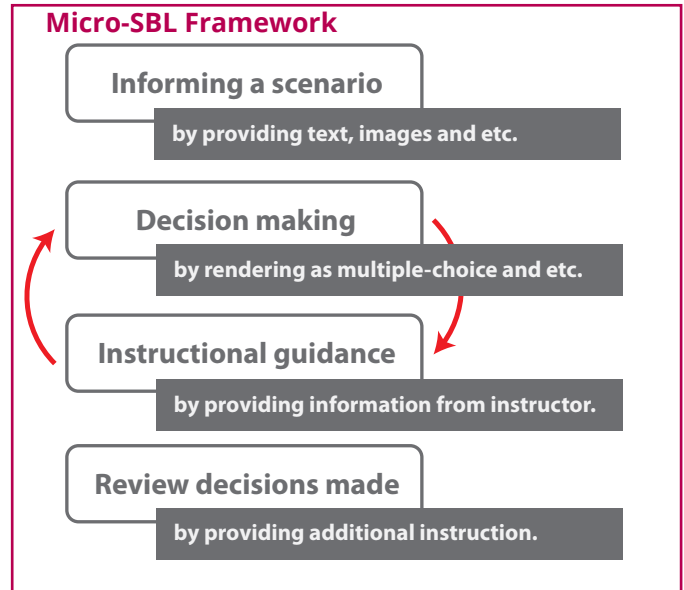 Micro-SBL Framework
Informing a scenario
by providing text, images and etc.
Decision making
by rendering as multiple-choice and etc.
Instructional guidance
by providing information from instructor.
Review decisions made
by providing additional instruction.